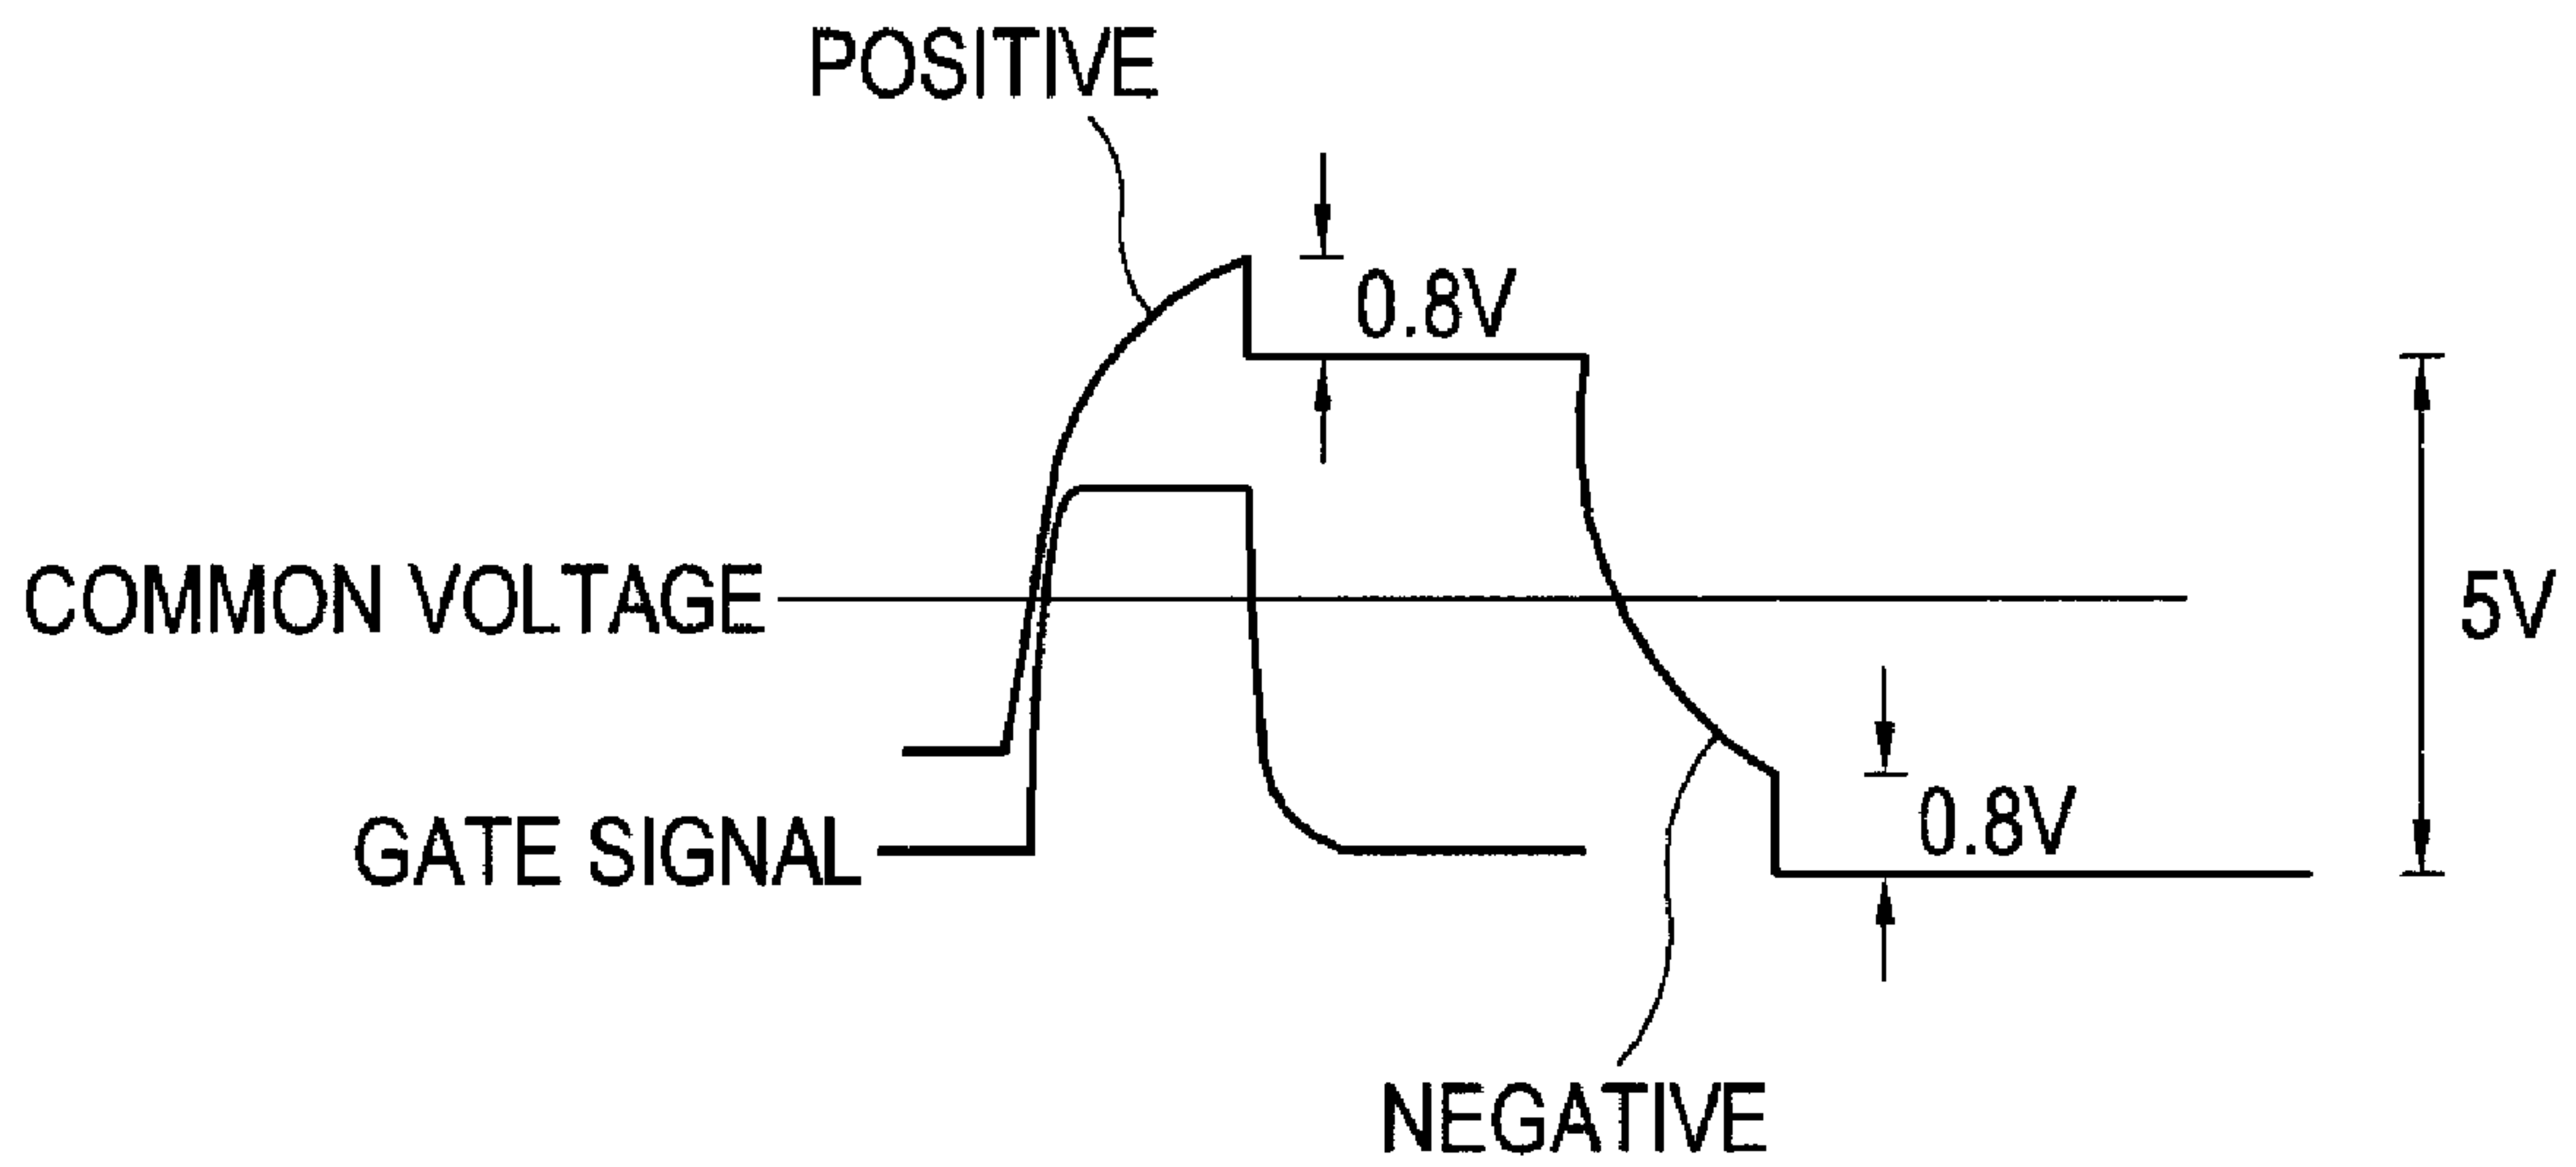 POSITIVE
0.8V
COMMON VOLTAGE
5V
0.8V
GATE SIGNAL
NEGATIVE